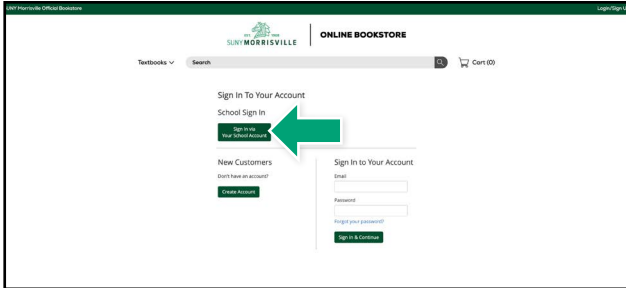 SUNY Morrisville Official Bookstore
Login/Sign U
SUNY MORRISVILLE
ONLINE BOOKSTORE
Textbooks
Search
Cart (0)
Sign In To Your Account
School Sign In
Sign in via
Your School Account
New Customers
Don't have an account?
Create Account
Sign In to Your Account
Email
Password
Forgot your password?
Sign In & Continue